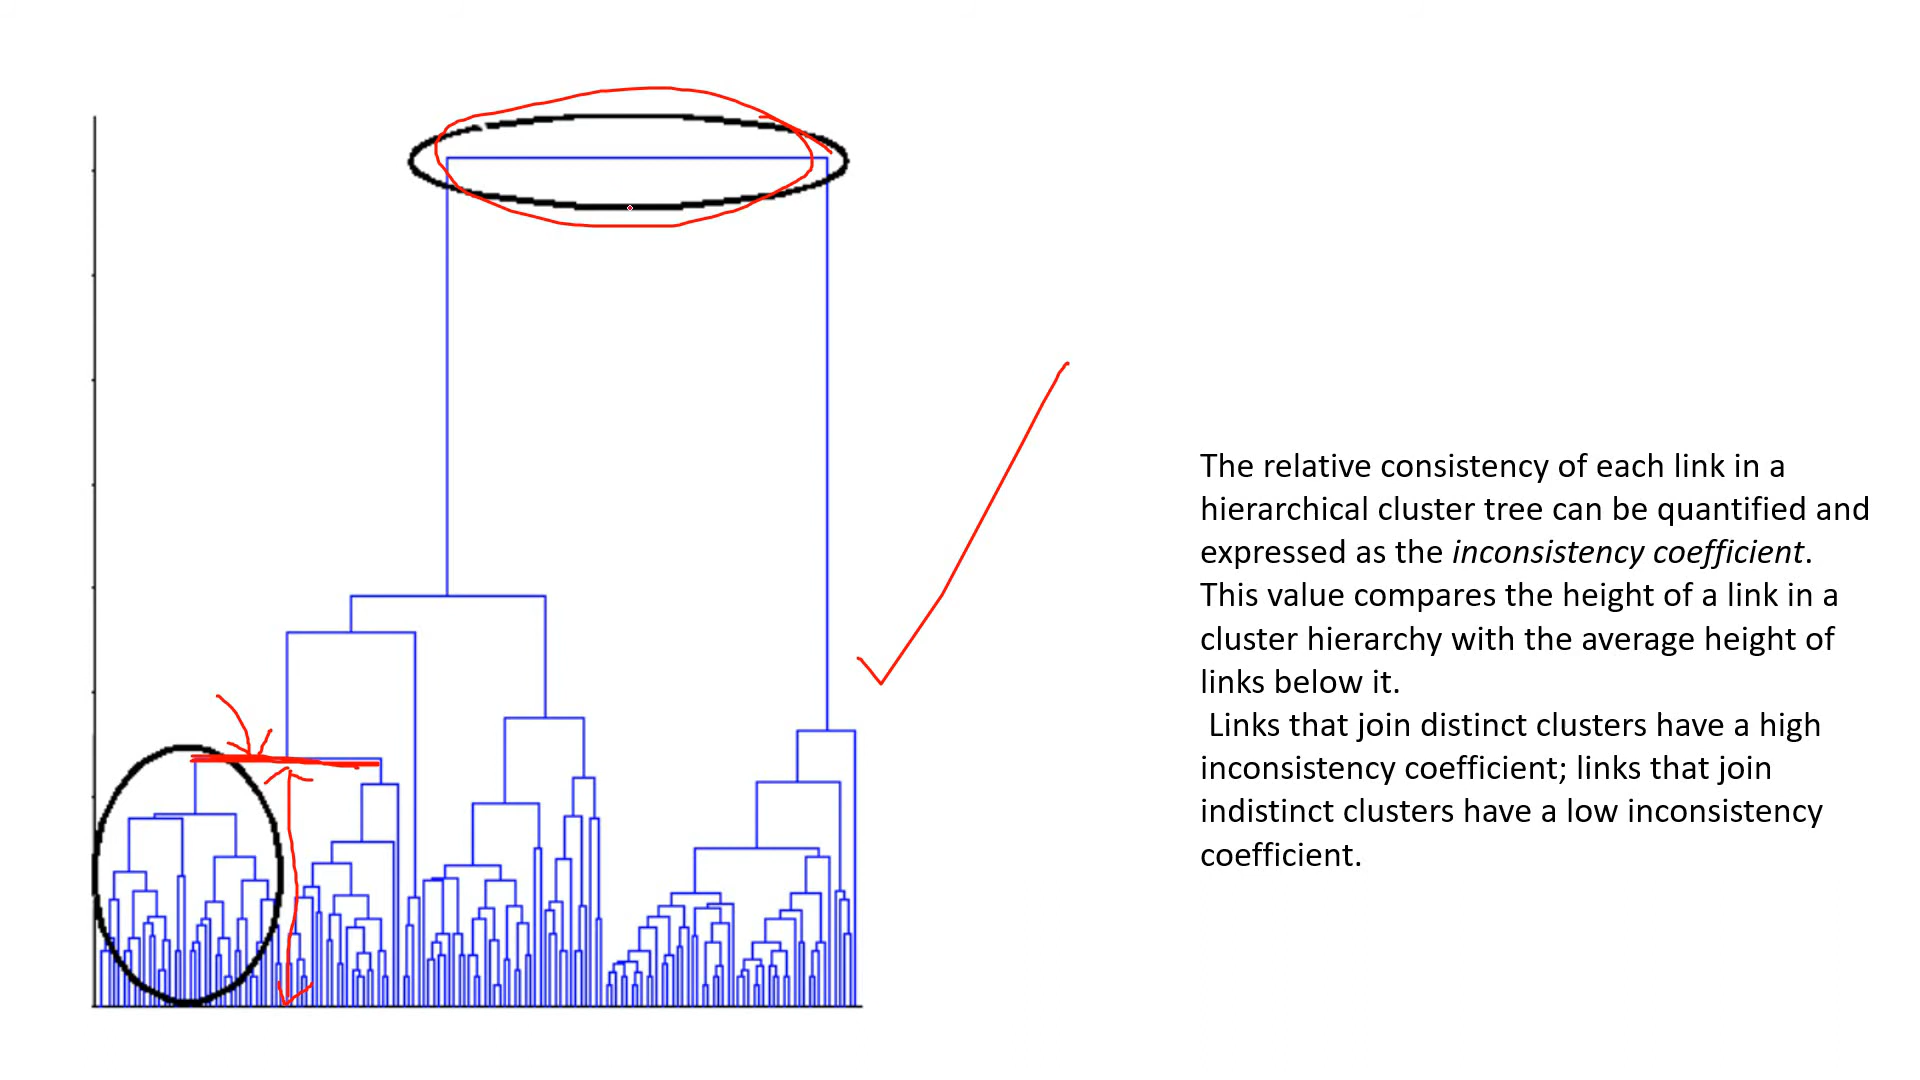 The relative consistency of each link in a
hierarchical cluster tree can be quantified and
expressed as the inconsistency coefficient.
This value compares the height of a link in a
cluster hierarchy with the average height of
links below it.
Links that join distinct clusters have a high
inconsistency coefficient; links that join
indistinct clusters have a low inconsistency
coefficient.